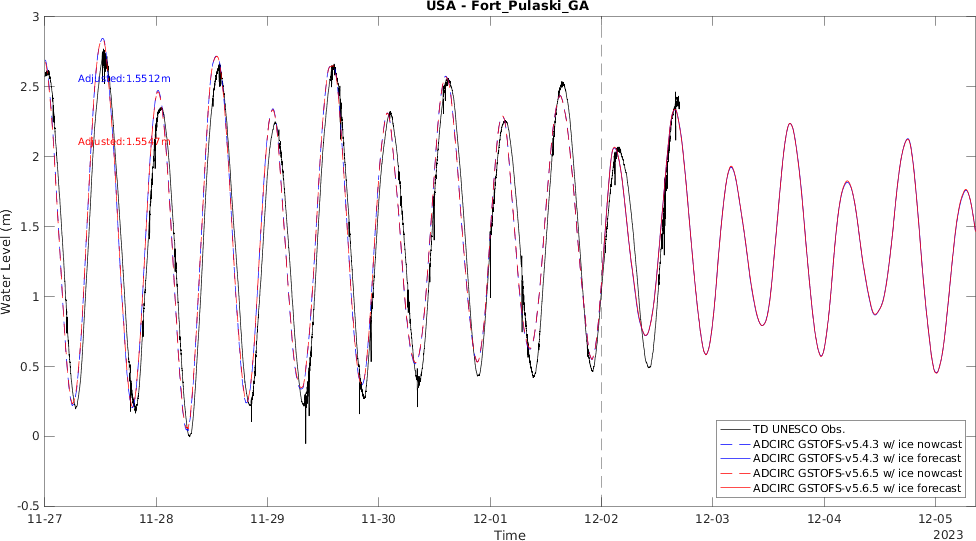 USA - Fort_Pulaski_GA
3
2.5
2
1.5
1
0.5
0
-0.5
Water Level (m)
Adjusted:1.5512m
Adjusted:1.5547m
TD UNESCO Obs.
ADCIRC GSTOFS-v5.4.3 w/ ice nowcast
ADCIRC GSTOFS-v5.4.3 w/ ice forecast
ADCIRC GSTOFS-v5.6.5 w/ ice nowcast
ADCIRC GSTOFS-v5.6.5 w/ ice forecast
11-27 11-28 11-29 11-30 12-01 12-02 12-03 12-04 12-05
Time
2023